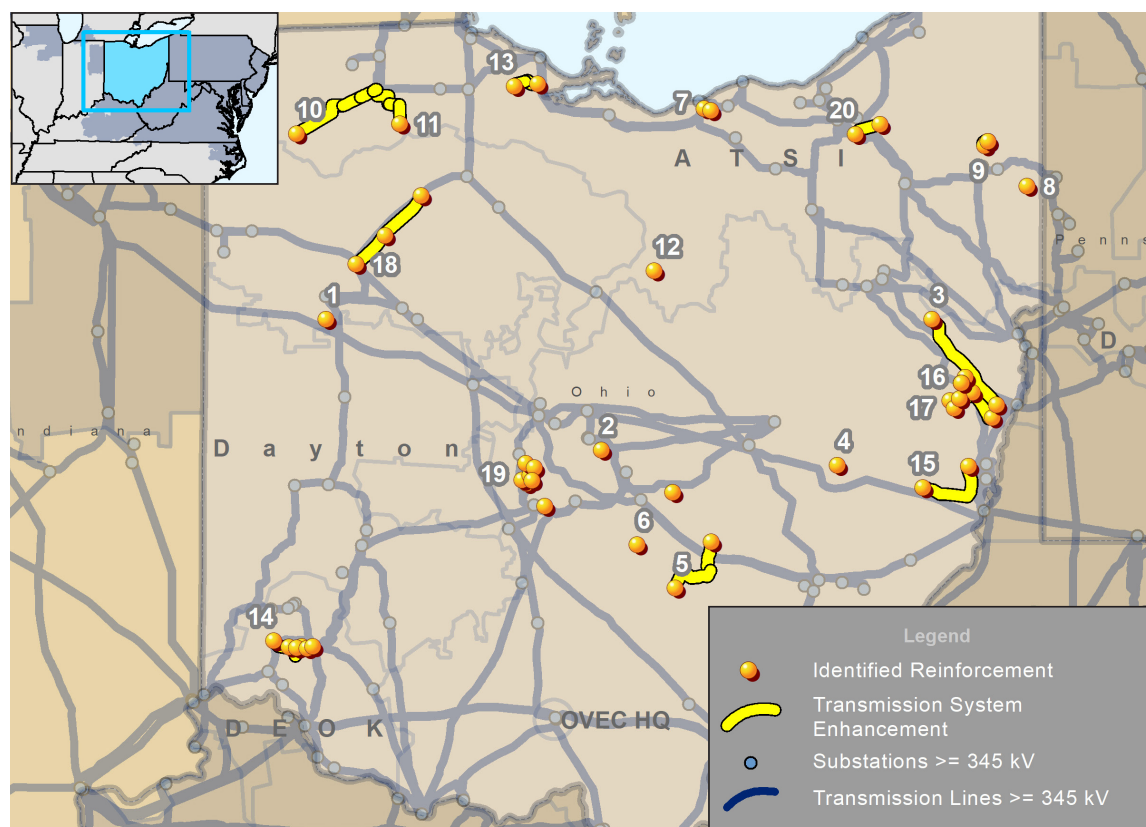 13
10
11
7
20
A T S I
9
8
Penns
18
12
1
3
D
16
17
Ohio
ndiana
Dayton
2
4
19
15
6
5
14
DEOK
OVEC HQ
Legend
Identified Reinforcement
Transmission System
Enhancement
Substations >= 345 kV
Transmission Lines >= 345 kV